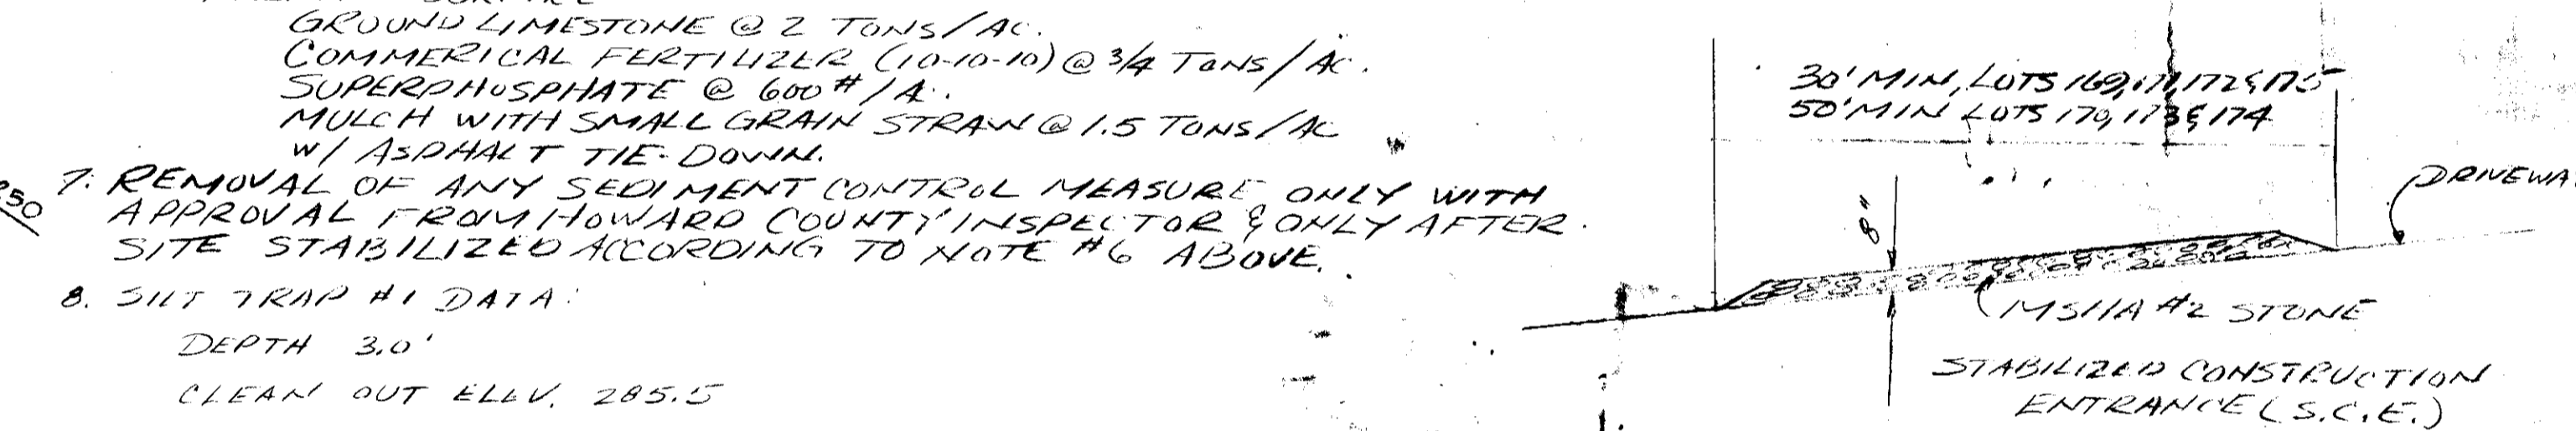 GROUND LIMESTONE @ 2 TONS/AC.
COMMERICAL FERTILIZER (10-10-10) @ 3/4 TONS/AC.
SUPERPHOSPHATE @ 600#/A.
MULCH WITH SMALL GRAIN STRAW @ 1.5 TONS/AC
W/ ASPHALT TIE-DOWN.
7. REMOVAL OF ANY SEDIMENT CONTROL MEASURE ONLY WITH
APPROVAL FROM HOWARD COUNTY INSPECTOR & ONLY AFTER
SITE STABILIZED ACCORDING TO NOTE #6 ABOVE.
8. SILT TRAP #1 DATA:
DEPTH 3.0'
CLEAN OUT ELEV. 285.5
30' MIN, LOTS 169, 171, 172 & 175
50' MIN LOTS 170, 173 & 174
8"
DRIVEWA
MSHA #2 STONE
STABILIZED CONSTRUCTION
ENTRANCE (S.C.E.)